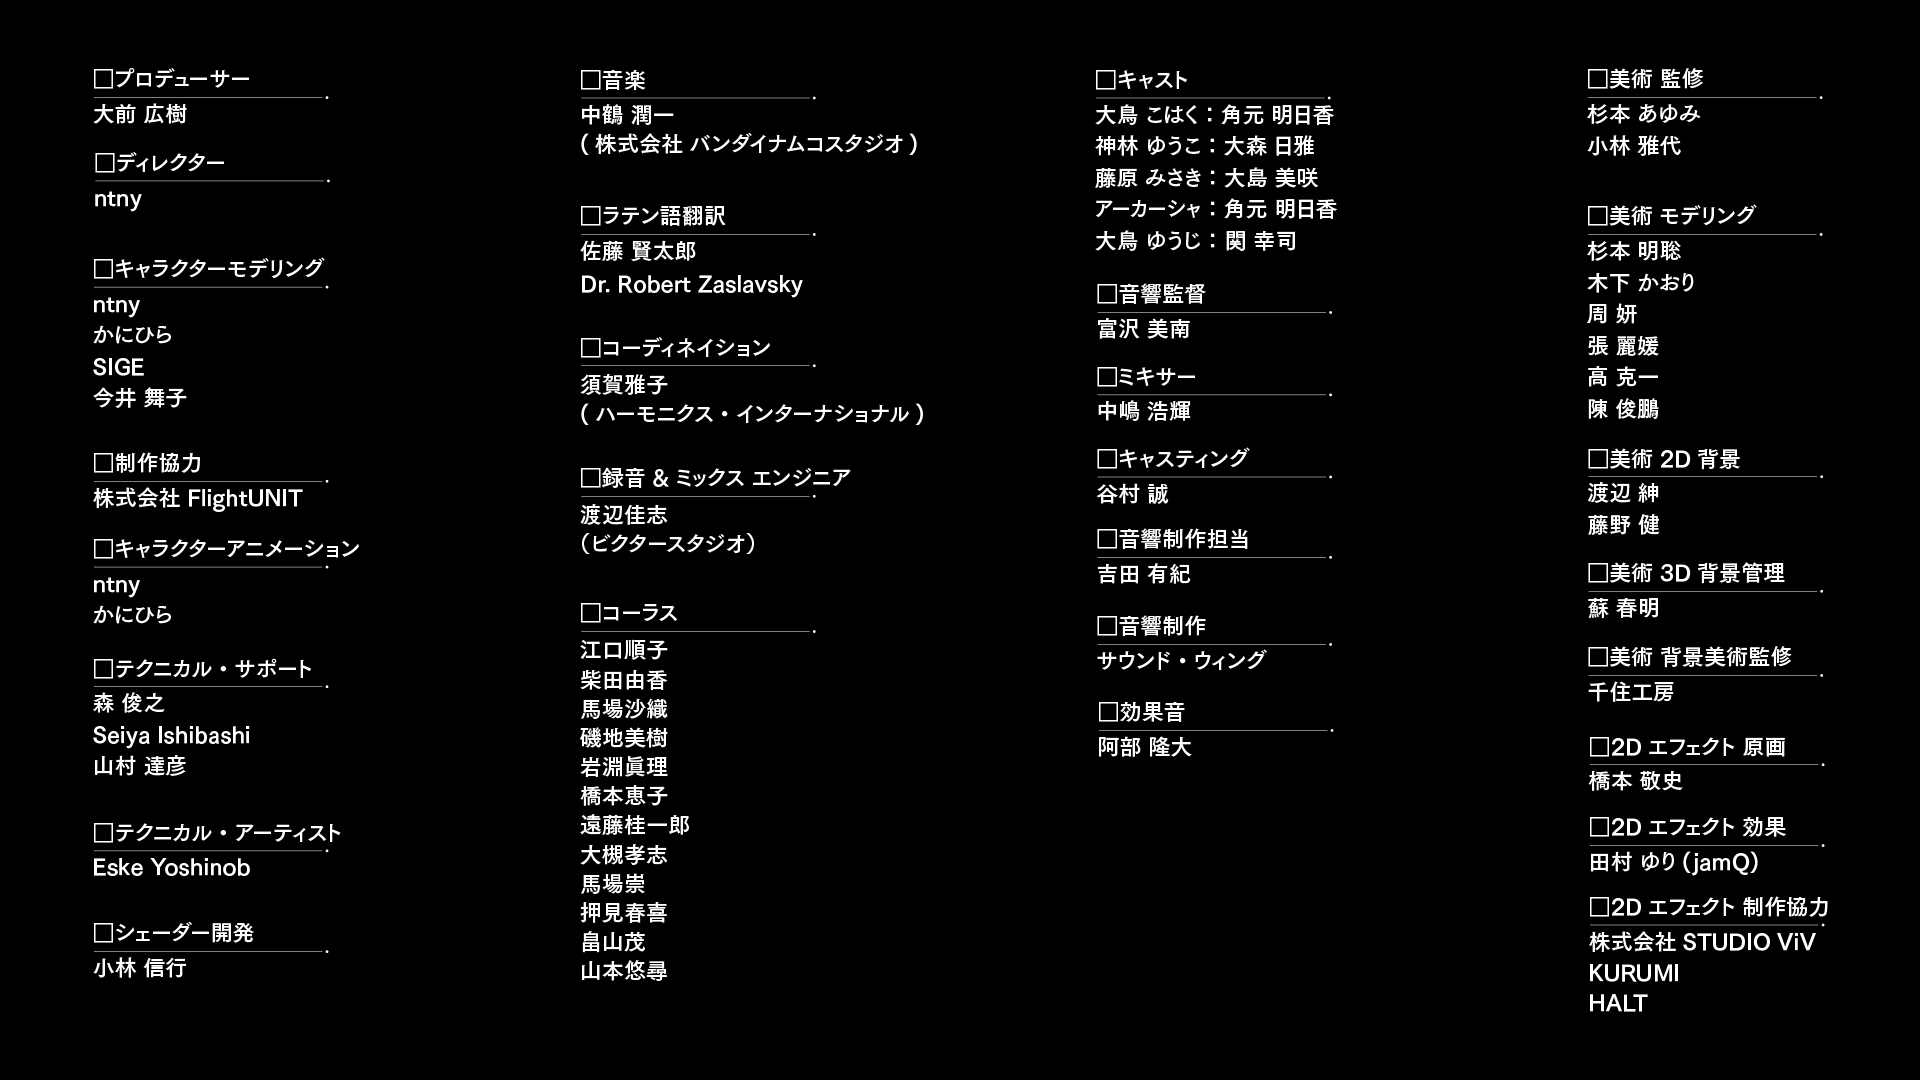 □プロデューサー
大前 広樹
□ディレクター
ntny
□キャラクターモデリング
ntny
かにひら
SIGE
今井 舞子
□制作協力
株式会社 FlightUNIT
□キャラクターアニメーション
ntny
かにひら
□テクニカル・サポート
森 俊之
Seiya Ishibashi
山村 達彦
□テクニカル・アーティスト
Eske Yoshinob
□シェーダー開発
小林 信行
□音楽
中鶴 潤一
( 株式会社 バンダイナムコスタジオ )
□ラテン語翻訳
佐藤 賢太郎
Dr. Robert Zaslavsky
□コーディネイション
須賀雅子
( ハーモニクス・インターナショナル )
□録音 & ミックス エンジニア
渡辺佳志
（ビクタースタジオ）
□コーラス
江口順子
柴田由香
馬場沙織
磯地美樹
岩淵眞理
橋本恵子
遠藤桂一郎
大槻孝志
馬場崇
押見春喜
畠山茂
山本悠尋
□キャスト
大鳥 こはく：角元 明日香
神林 ゆうこ：大森 日雅
藤原 みさき：大島 美咲
アーカーシャ：角元 明日香
大鳥 ゆうじ：関 幸司
□音響監督
富沢 美南
□ミキサー
中嶋 浩輝
□キャスティング
谷村 誠
□音響制作担当
吉田 有紀
□音響制作
サウンド・ウィング
□効果音
阿部 隆大
□美術 監修
杉本 あゆみ
小林 雅代
□美術 モデリング
杉本 明聡
木下 かおり
周 妍
張 麗媛
高 克一
陳 俊鵬
□美術 2D 背景
渡辺 紳
藤野 健
□美術 3D 背景管理
蘇 春明
□美術 背景美術監修
千住工房
□2D エフェクト 原画
橋本 敬史
□2D エフェクト 効果
田村 ゆり（jamQ）
□2D エフェクト 制作協力
株式会社 STUDIO ViV
KURUMI
HALT